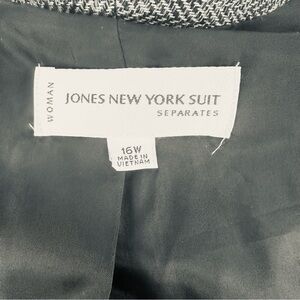 WOMAN
JONES NEW YORK SUIT
SEPARATES
16W
MADE IN
VIETNAM